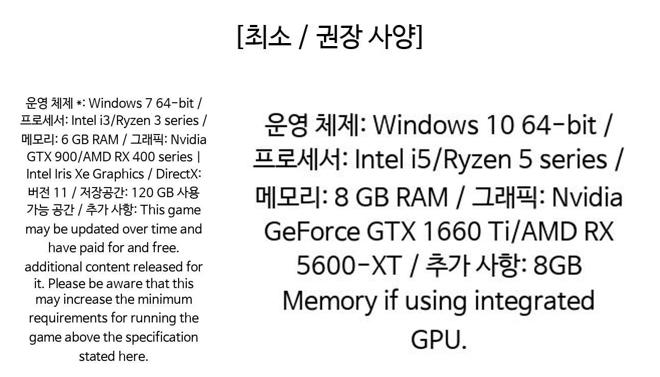 [최소 / 권장 사양]
운영 체제 *: Windows 7 64-bit /
프로세서: Intel i3/Ryzen 3 series /
메모리: 6 GB RAM / 그래픽: Nvidia
GTX 900/AMD RX 400 series |
Intel Iris Xe Graphics / DirectX:
버전 11 / 저장공간: 120 GB 사용
가능 공간 / 추가 사항: This game
may be updated over time and
have paid for and free.
additional content released for
it. Please be aware that this
may increase the minimum
requirements for running the
game above the specification
stated here.
운영 체제: Windows 10 64-bit /
프로세서: Intel i5/Ryzen 5 series /
메모리: 8 GB RAM / 그래픽: Nvidia
GeForce GTX 1660 Ti/AMD RX
5600-XT / 추가 사항: 8GB
Memory if using integrated
GPU.